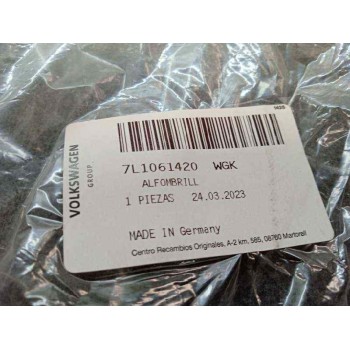 VOLKSWAGEN
GROUP
7L1061420 WGK
ALFOMBRILL
1 PIEZAS 24.03.2023
MADE IN Germany
Centro Recambios Originales, A-2 km, 585, 08760 Martorell